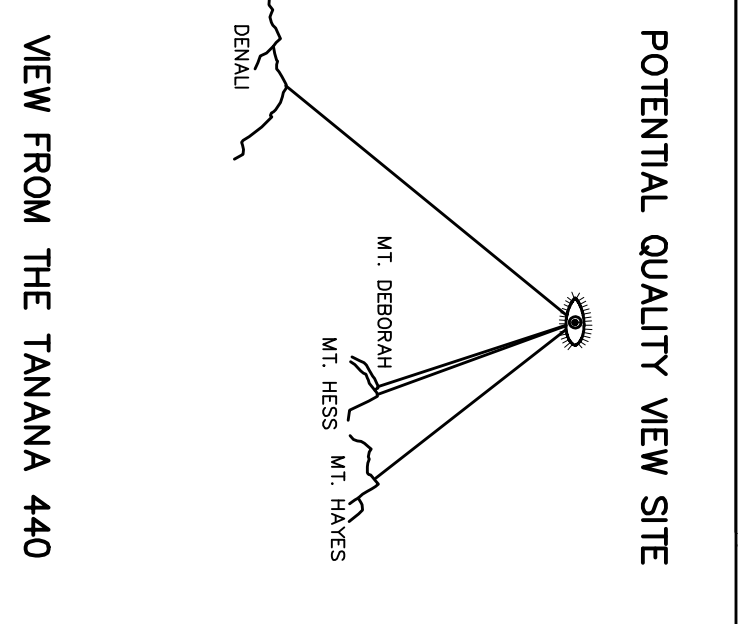 POTENTIAL QUALITY VIEW SITE
MT. DEBORAH
MT. HAYES
MT. HESS
DENALI
VIEW FROM THE TANANA 440